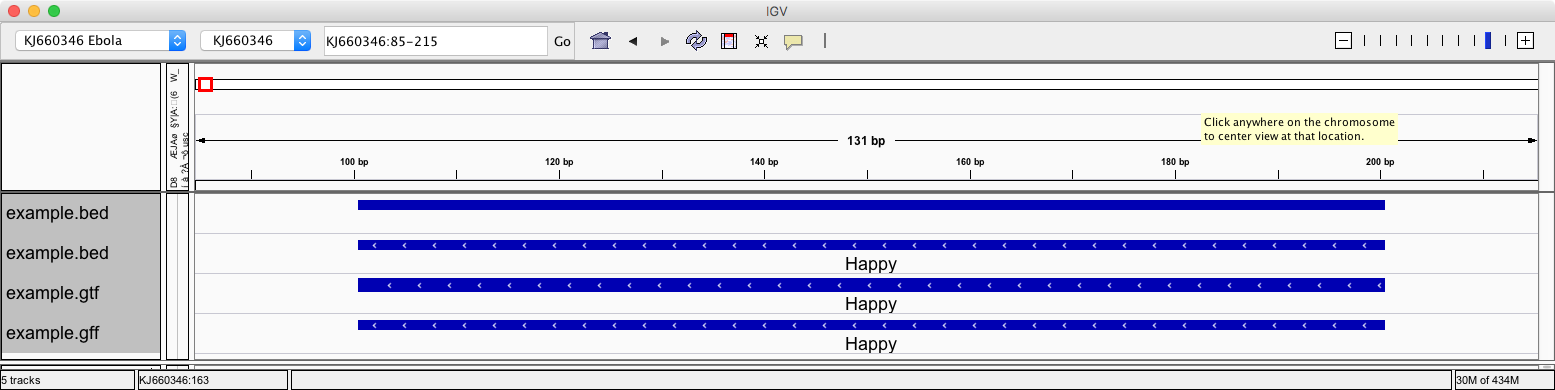 IGV
KJ660346 Ebola KJ660346 KJ660346:85-215 Go
Click anywhere on the chromosome
to center view at that location.
131 bp
100 bp 120 bp 140 bp 160 bp 180 bp 200 bp
example.bed
example.bed
Happy
example.gtf
Happy
example.gff
Happy
5 tracks KJ660346:163 30M of 434M